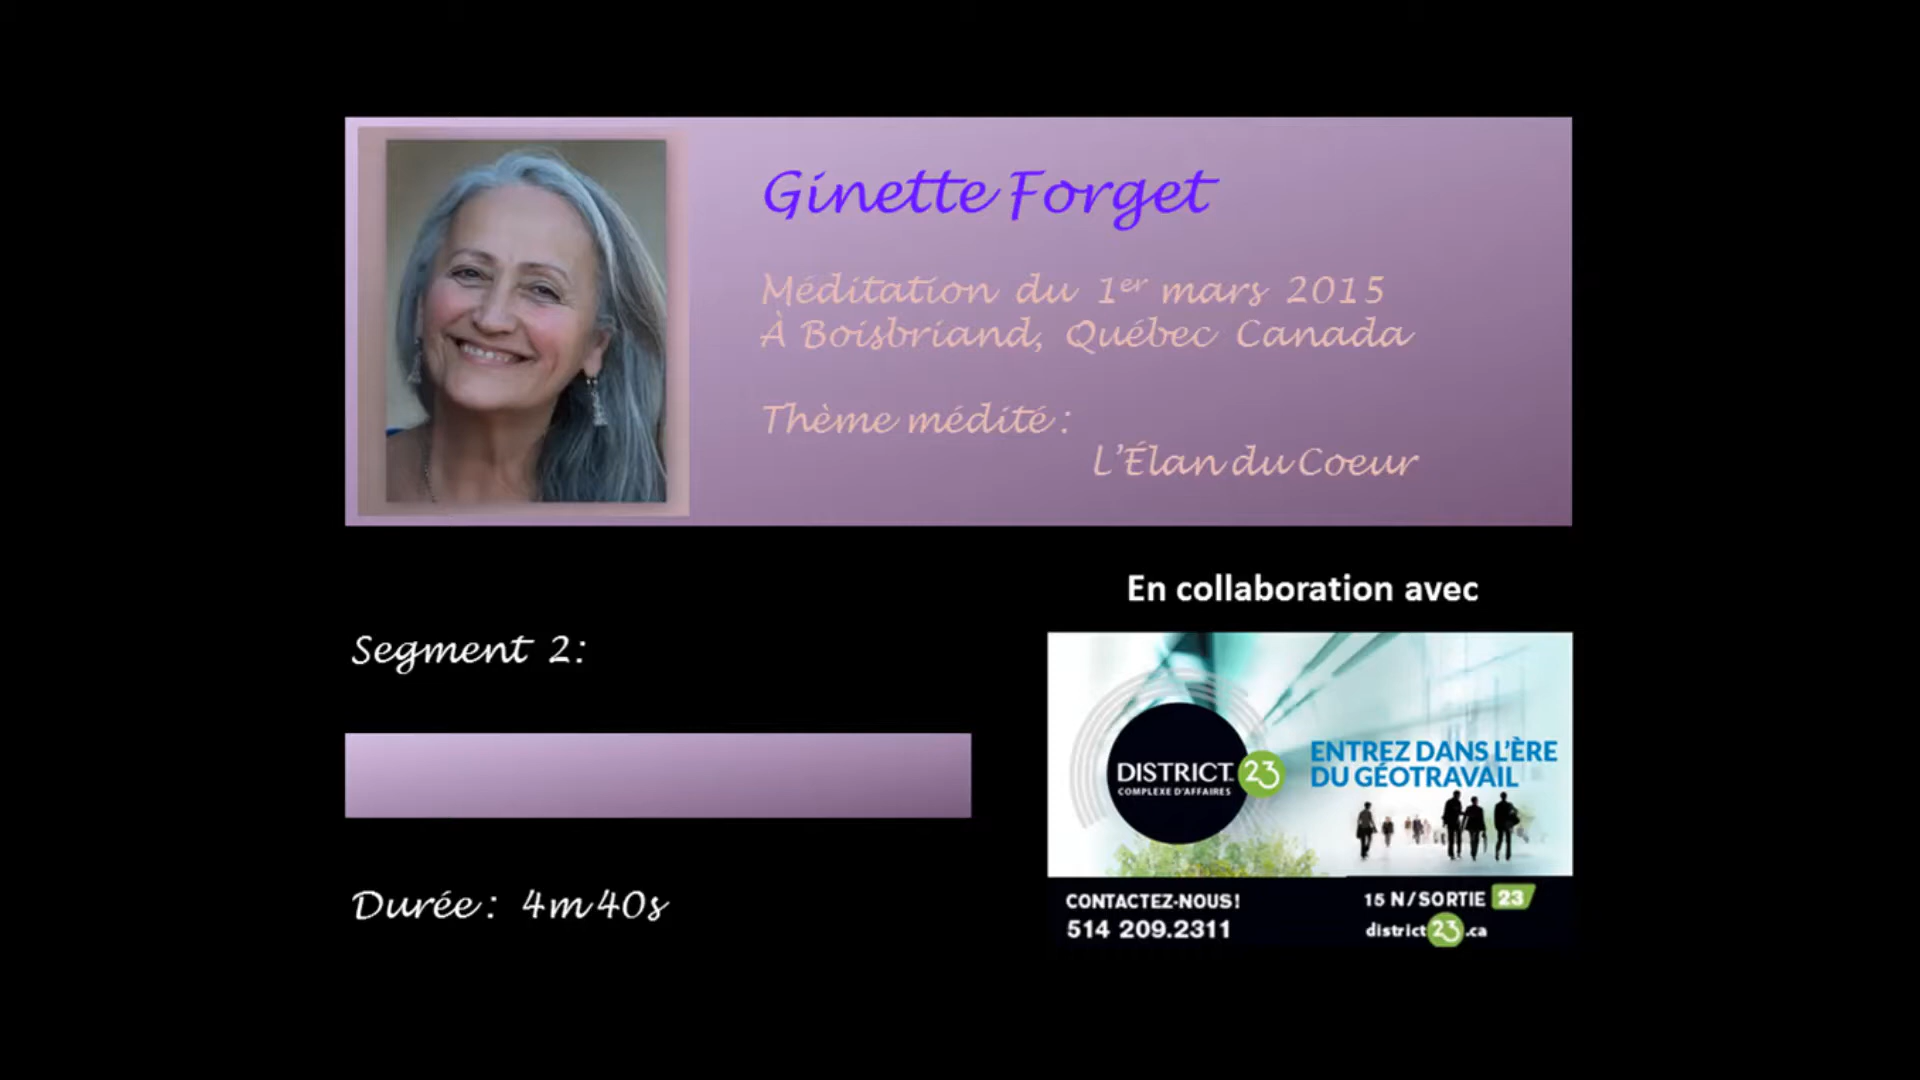 Ginette Forget
Méditation du 1er mars 2015
À Boisbriand, Québec Canada
Thème médité :
L'Élan du Coeur
En collaboration avec
Segment 2:
DISTRICT 23
COMPLEXE D'AFFAIRES
ENTREZ DANS L'ÈRE
DU GÉOTRAVAIL
Durée : 4m40s
CONTACTEZ-NOUS!
514 209.2311
15 N/SORTIE 23
district23.ca